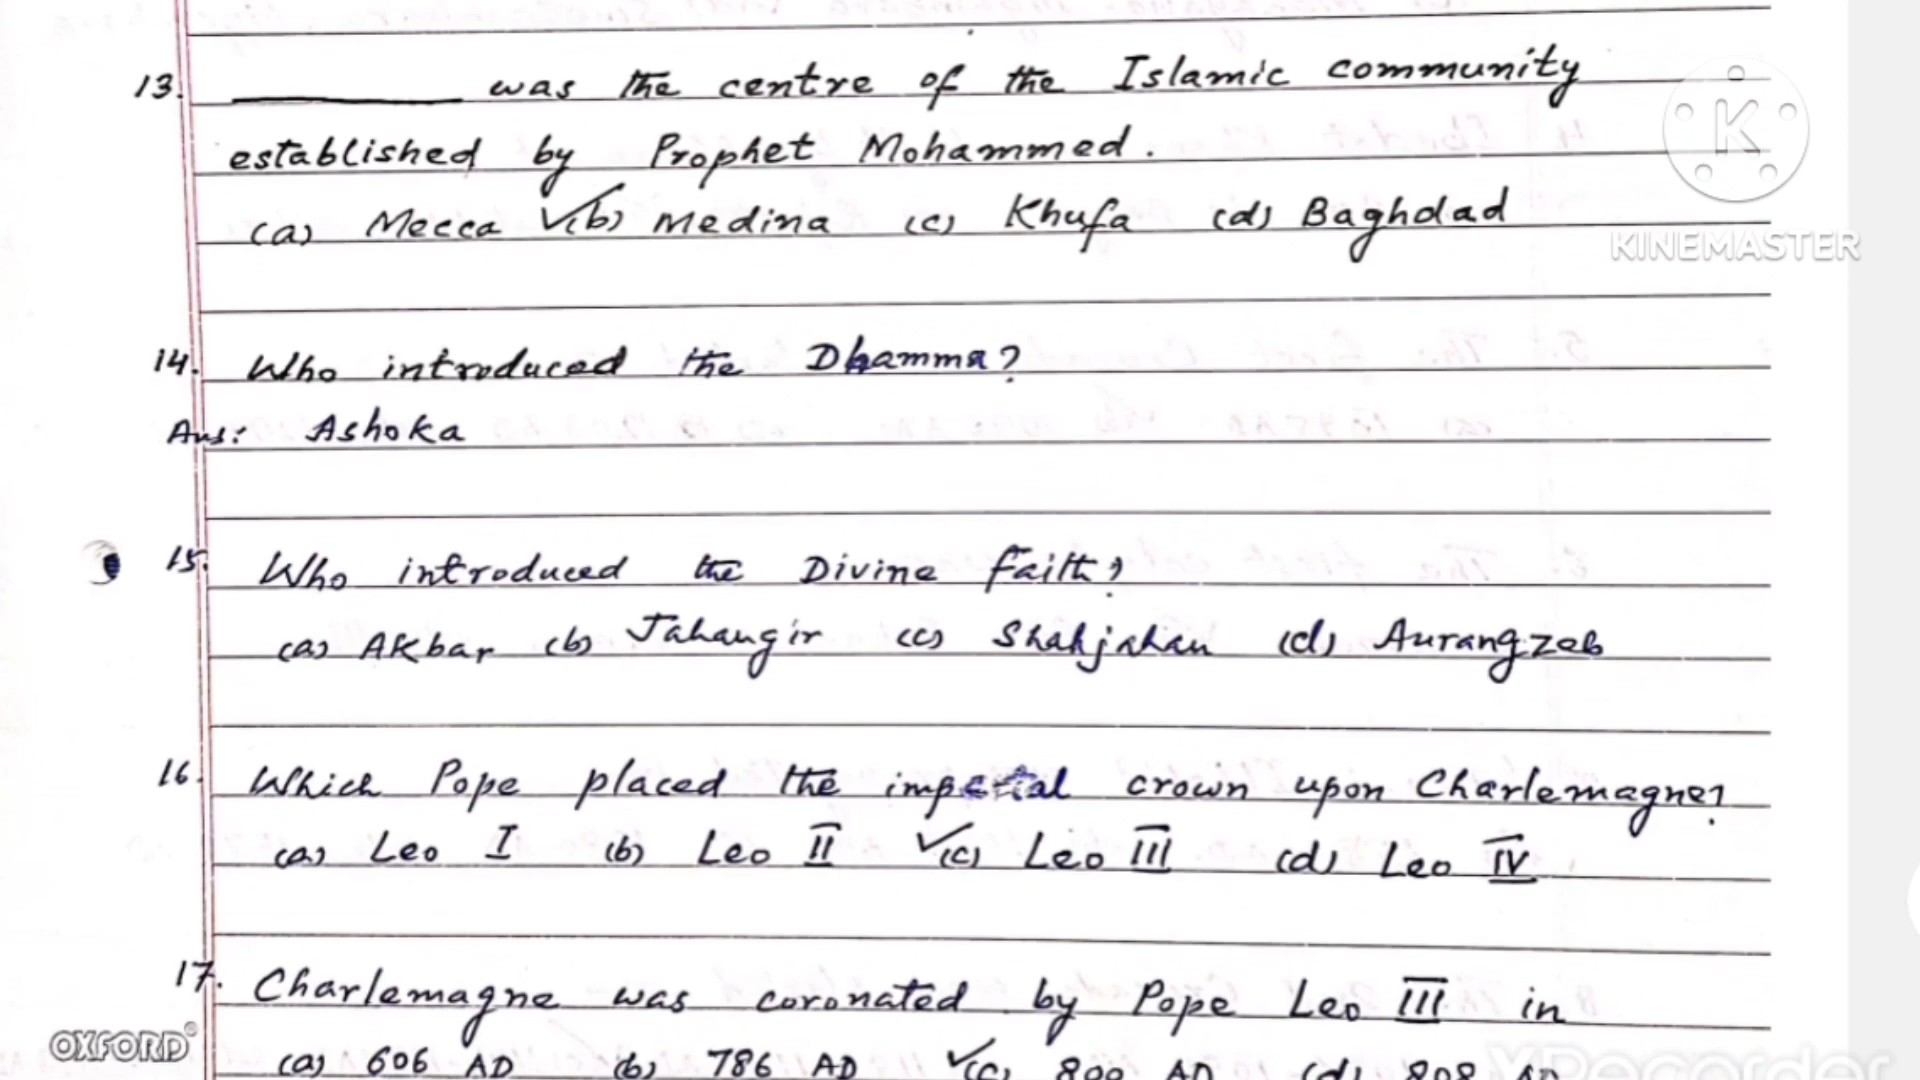 13. ________ was the centre of the Islamic community
established by Prophet Mohammed.
(a) Mecca ✓(b) Medina (c) Khufa (d) Baghdad
K
KINEMASTER
14. Who introduced the Dhamma?
Ans: Ashoka
15. Who introduced the Divine Faith?
(a) Akbar (b) Jahangir (c) Shahjahan (d) Aurangzeb
16. Which Pope placed the imperial crown upon Charlemagne?
(a) Leo I (b) Leo II ✓(c) Leo III (d) Leo IV
17. Charlemagne was coronated by Pope Leo III in
OXFORD®
(a) 606 AD (b) 786 AD ✓(c) 800 AD (d) 808 AD
XRecorder